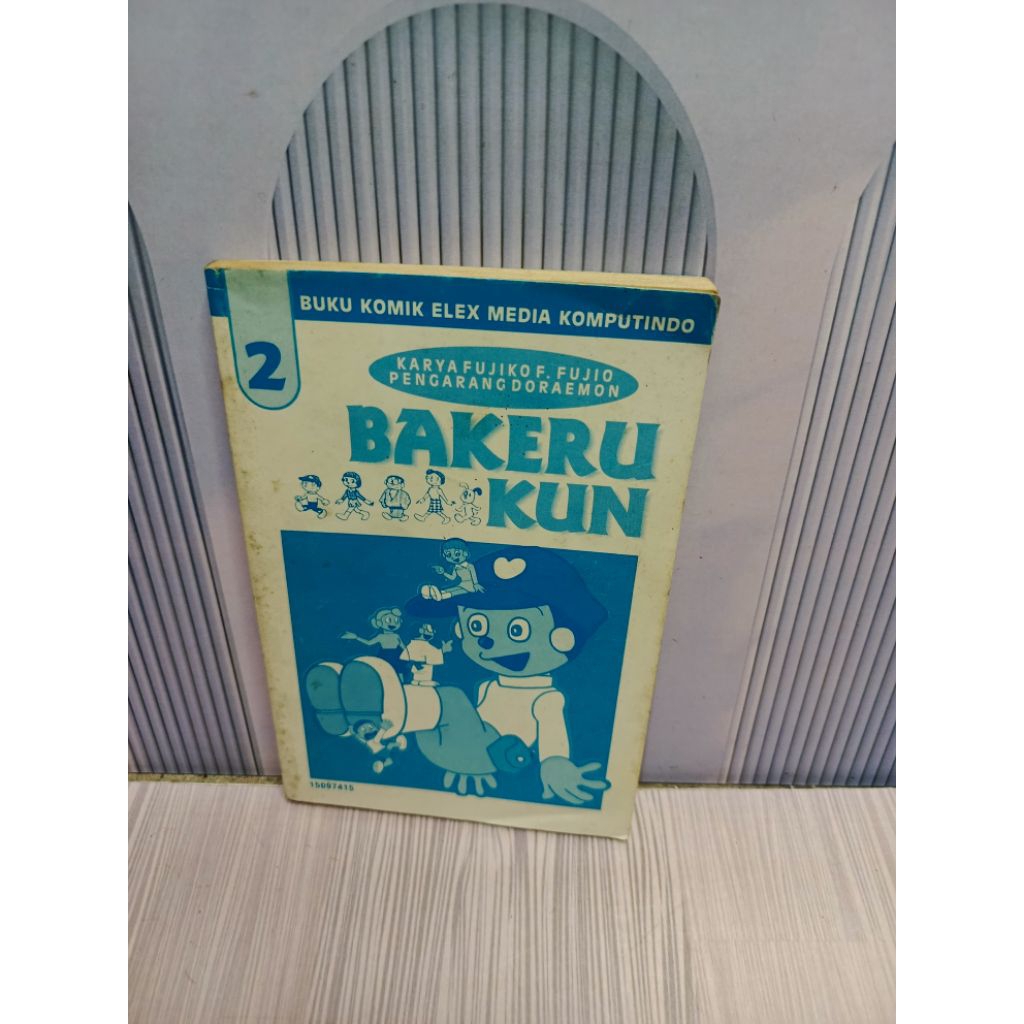 BUKU KOMIK ELEX MEDIA KOMPUTINDO
2
KARYA FUJIKO F. FUJIO
PENGARANG DORAEMON
BAKERU
KUN
15097415